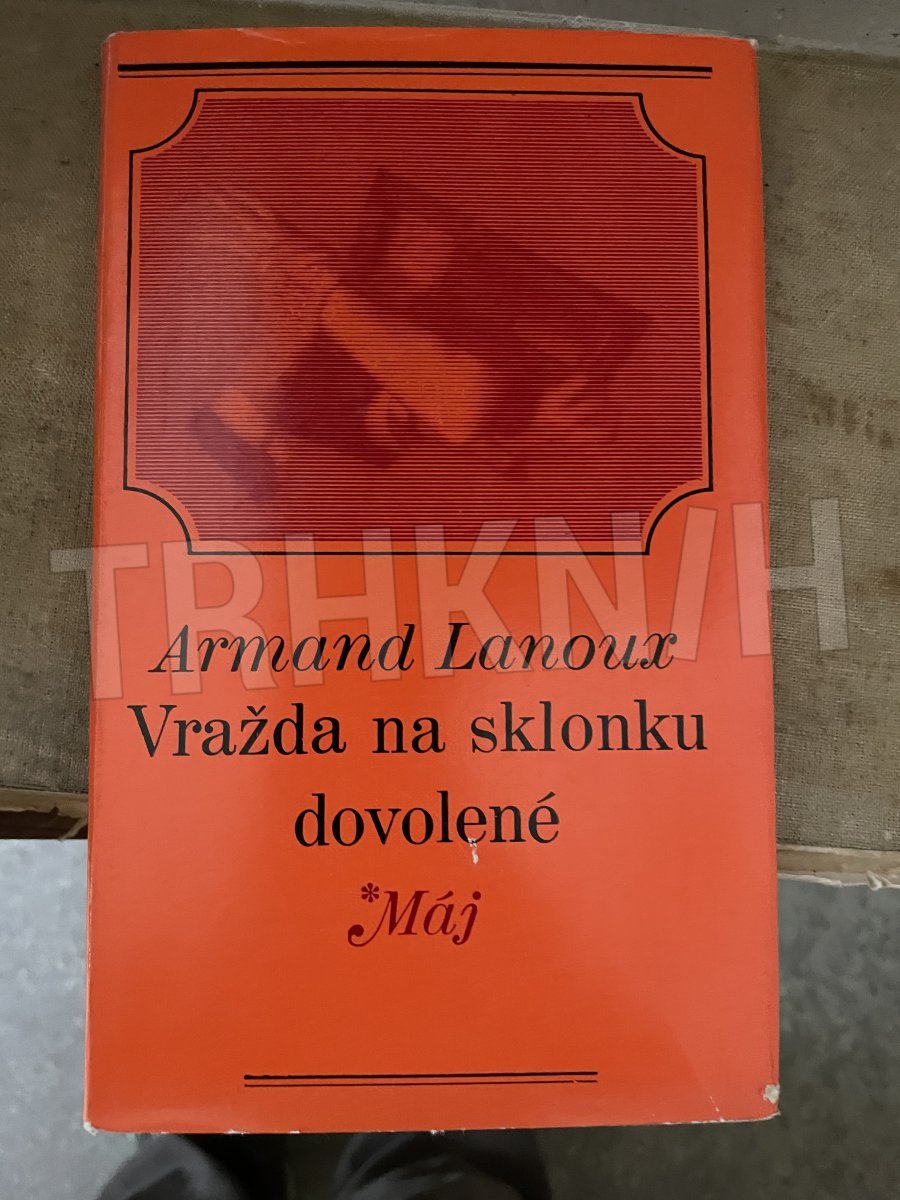 TRHKNIH
Armand Lanoux
Vražda na sklonku
dovolené
*Máj